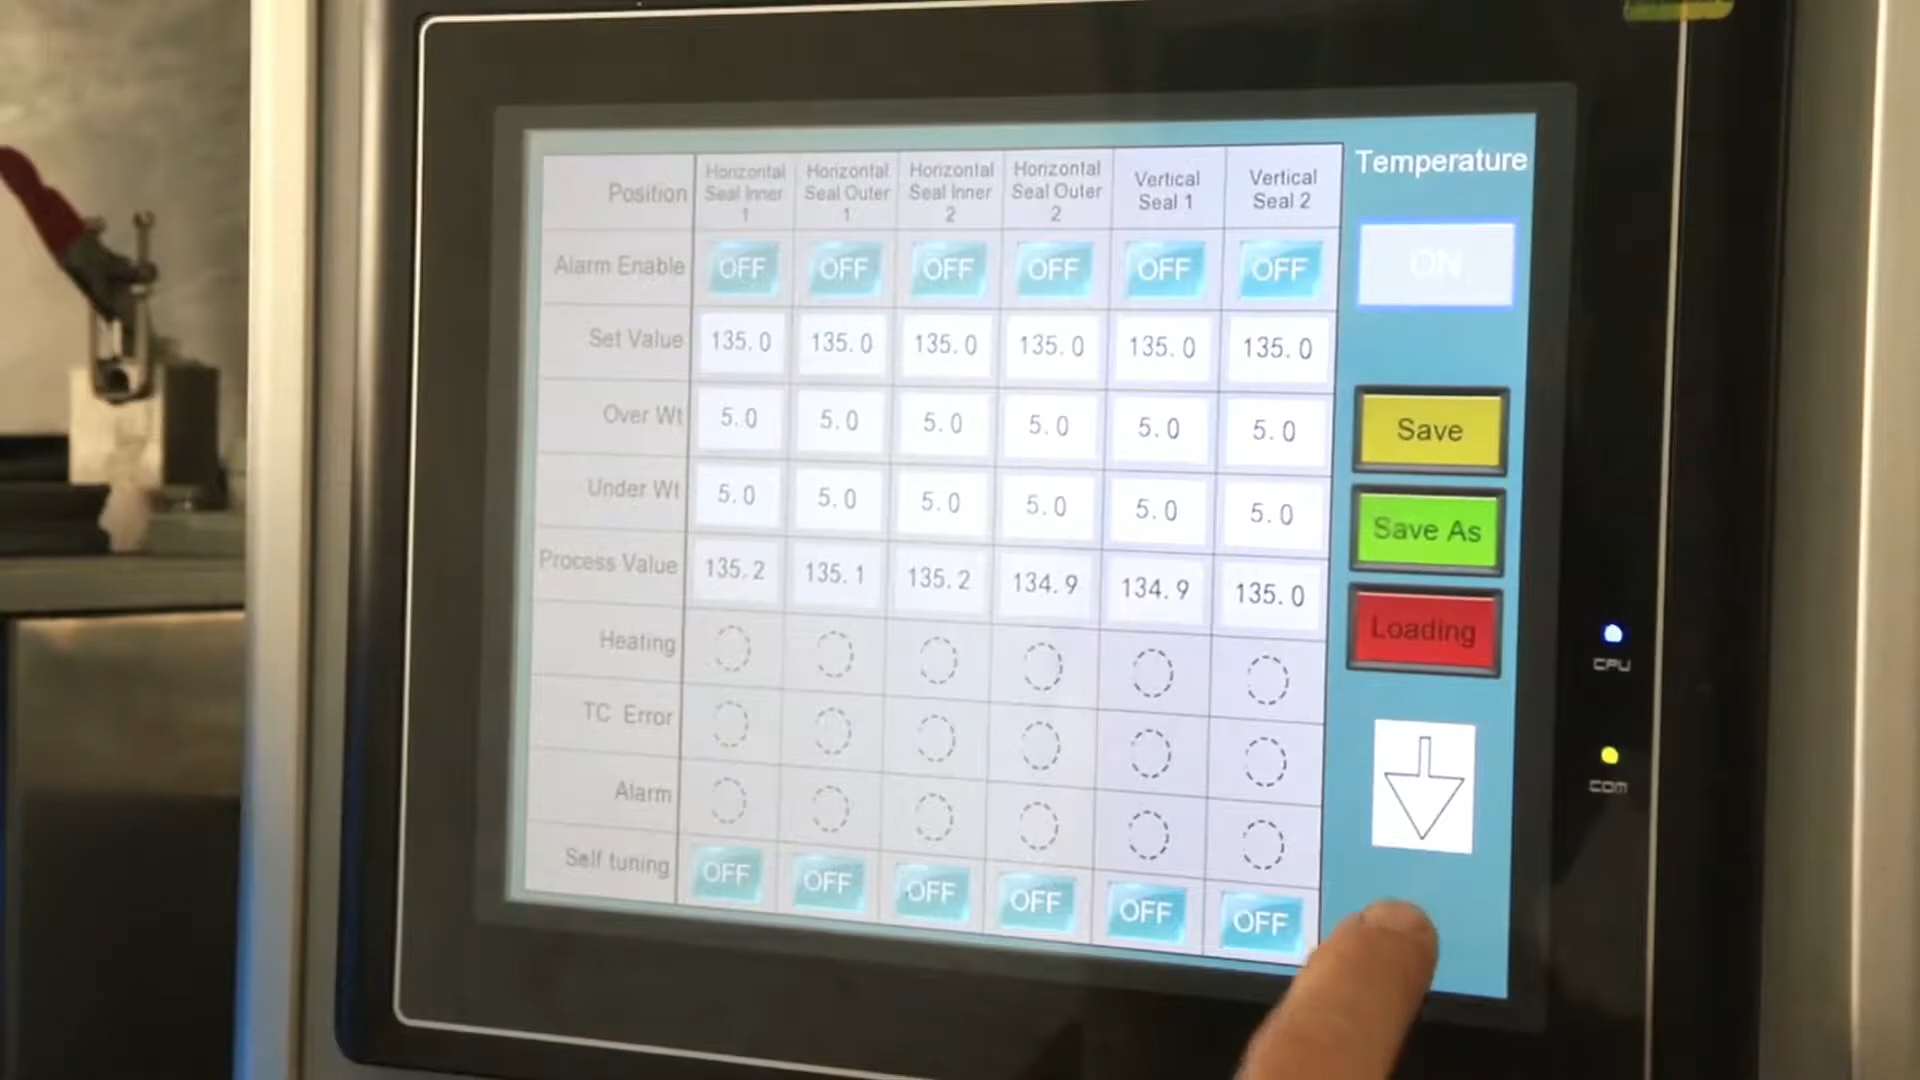 Temperature
Position Horizontal Seal Inner 1 Horizontal Seal Outer 1 Horizontal Seal Inner 2 Horizontal Seal Outer 2 Vertical Seal 1 Vertical Seal 2
Alarm Enable OFF OFF OFF OFF OFF OFF ON
Set Value 135.0 135.0 135.0 135.0 135.0 135.0
Over Wt 5.0 5.0 5.0 5.0 5.0 5.0 Save
Under Wt 5.0 5.0 5.0 5.0 5.0 5.0 Save As
Process Value 135.2 135.1 135.2 134.9 134.9 135.0 Loading
Heating
TC Error
Alarm
Self tuning OFF OFF OFF OFF OFF OFF
CPU
COM